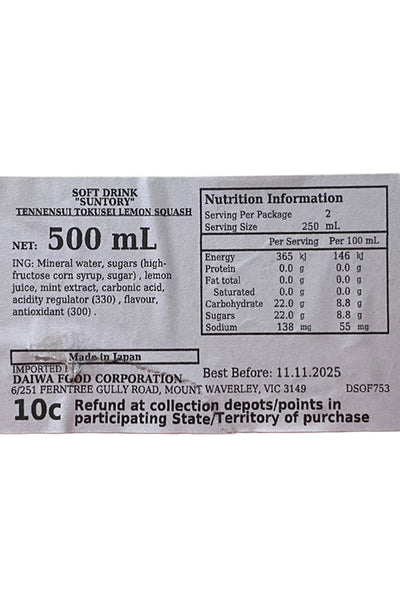 SOFT DRINK
"SUNTORY"
TENNENSUI TOKUSEI LEMON SQUASH
NET: 500 mL
ING: Mineral water, sugars (high-
fructose corn syrup, sugar) , lemon
juice, mint extract, carbonic acid,
acidity regulator (330) , flavour,
antioxidant (300) .
Nutrition Information
Serving Per Package 2
Serving Size 250 mL
Per Serving Per 100 mL
Energy 365 kJ 146 kJ
Protein 0.0 g 0.0 g
Fat total 0.0 g 0.0 g
Saturated 0.0 g 0.0 g
Carbohydrate 22.0 g 8.8 g
Sugars 22.0 g 8.8 g
Sodium 138 mg 55 mg
Made in Japan
IMPORTED
DAIWA FOOD CORPORATION
Best Before: 11.11.2025
6/251 FERNTREE GULLY ROAD, MOUNT WAVERLEY, VIC 3149 DSOF753
10c Refund at collection depots/points in
participating State/Territory of purchase